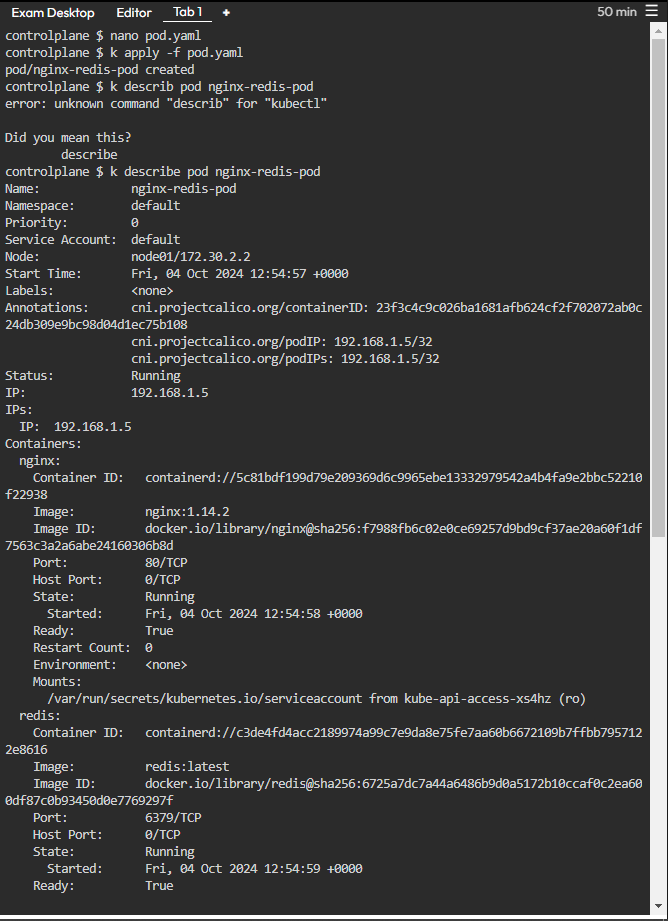 Exam Desktop Editor Tab 1 + 50 min
controlplane $ nano pod.yaml
controlplane $ k apply -f pod.yaml
pod/nginx-redis-pod created
controlplane $ k describ pod nginx-redis-pod
error: unknown command "describ" for "kubectl"
Did you mean this?
describe
controlplane $ k describe pod nginx-redis-pod
Name: nginx-redis-pod
Namespace: default
Priority: 0
Service Account: default
Node: node01/172.30.2.2
Start Time: Fri, 04 Oct 2024 12:54:57 +0000
Labels: <none>
Annotations: cni.projectcalico.org/containerID: 23f3c4c9c026ba1681afb624cf2f702072ab0c
24db309e9bc98d04d1ec75b108
cni.projectcalico.org/podIP: 192.168.1.5/32
cni.projectcalico.org/podIPs: 192.168.1.5/32
Status: Running
IP: 192.168.1.5
IPs:
IP: 192.168.1.5
Containers:
nginx:
Container ID: containerd://5c81bdf199d79e209369d6c9965ebe13332979542a4b4fa9e2bbc52210
f22938
Image: nginx:1.14.2
Image ID: docker.io/library/nginx@sha256:f7988fb6c02e0ce69257d9bd9cf37ae20a60f1df
7563c3a2a6abe24160306b8d
Port: 80/TCP
Host Port: 0/TCP
State: Running
Started: Fri, 04 Oct 2024 12:54:58 +0000
Ready: True
Restart Count: 0
Environment: <none>
Mounts:
/var/run/secrets/kubernetes.io/serviceaccount from kube-api-access-xs4hz (ro)
redis:
Container ID: containerd://c3de4fd4acc2189974a99c7e9da8e75fe7aa60b6672109b7ffbb795712
2e8616
Image: redis:latest
Image ID: docker.io/library/redis@sha256:6725a7dc7a44a6486b9d0a5172b10ccaf0c2ea60
0df87c0b93450d0e7769297f
Port: 6379/TCP
Host Port: 0/TCP
State: Running
Started: Fri, 04 Oct 2024 12:54:59 +0000
Ready: True